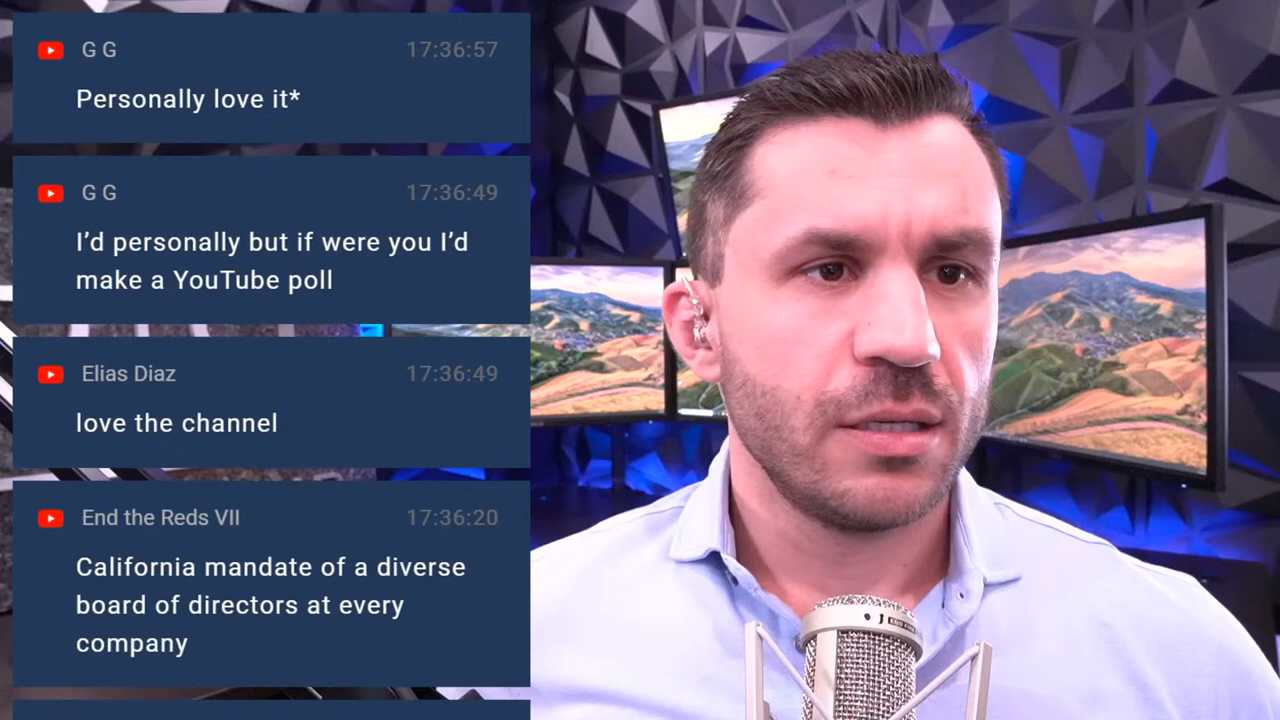 G G 17:36:57
Personally love it*
G G 17:36:49
I’d personally but if were you I’d
make a YouTube poll
Elias Diaz 17:36:49
love the channel
End the Reds VII 17:36:20
California mandate of a diverse
board of directors at every
company